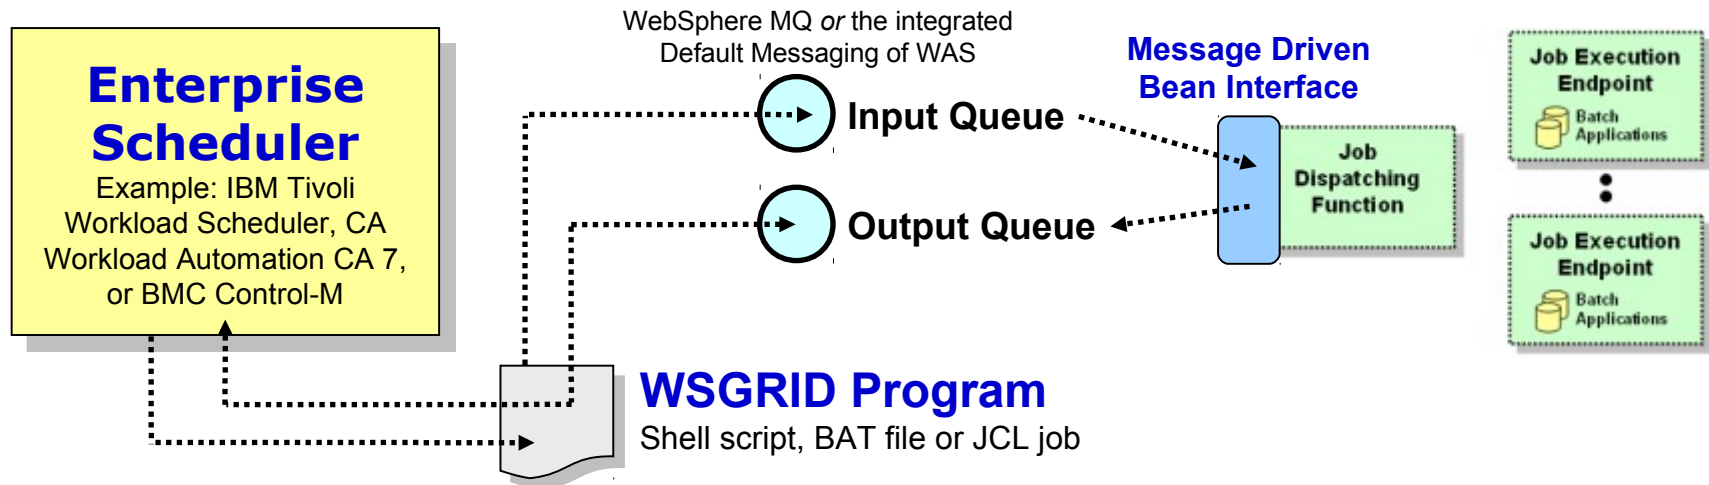 Enterprise
Scheduler
Example: IBM Tivoli
Workload Scheduler, CA
Workload Automation CA 7,
or BMC Control-M
WebSphere MQ or the integrated
Default Messaging of WAS
Input Queue
Output Queue
Message Driven
Bean Interface
Job
Dispatching
Function
Job Execution
Endpoint
Batch
Applications
Job Execution
Endpoint
Batch
Applications
WSGRID Program
Shell script, BAT file or JCL job